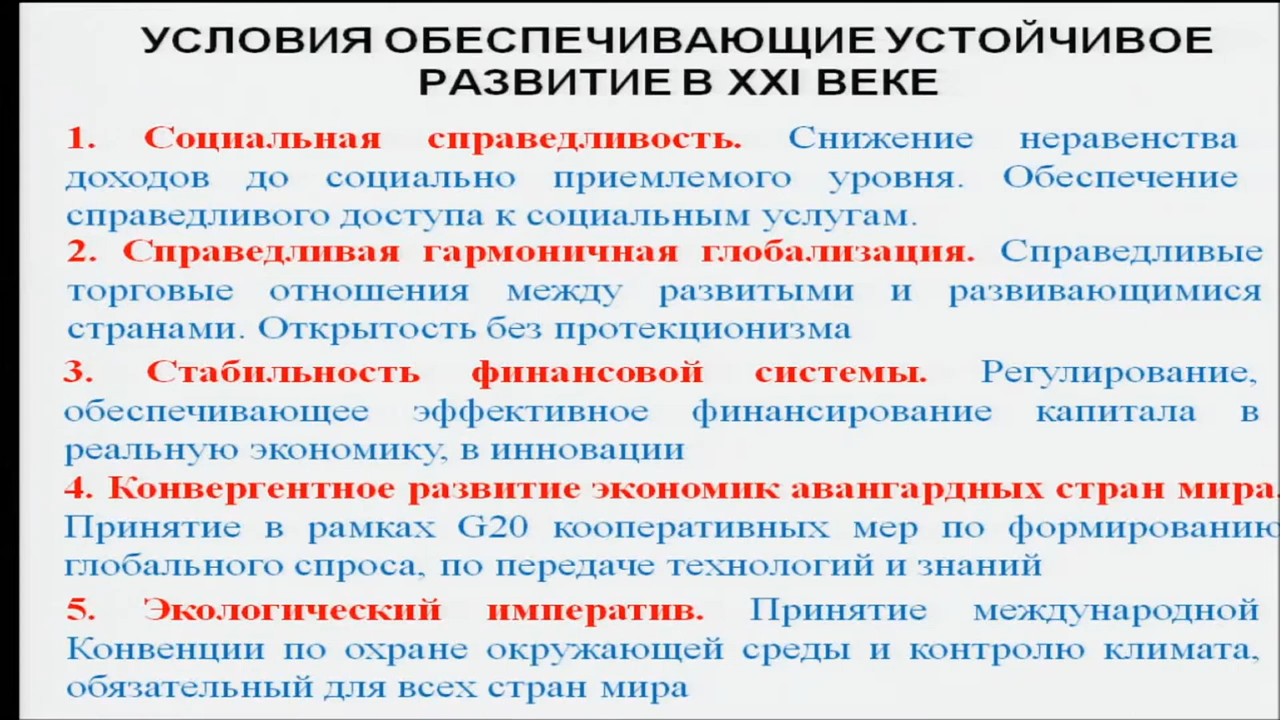 УСЛОВИЯ ОБЕСПЕЧИВАЮЩИЕ УСТОЙЧИВОЕ
РАЗВИТИЕ В XXI ВЕКЕ
1. Социальная справедливость. Снижение неравенства
доходов до социально приемлемого уровня. Обеспечение
справедливого доступа к социальным услугам.
2. Справедливая гармоничная глобализация. Справедливые
торговые отношения между развитыми и развивающимися
странами. Открытость без протекционизма
3. Стабильность финансовой системы. Регулирование,
обеспечивающее эффективное финансирование капитала в
реальную экономику, в инновации
4. Конвергентное развитие экономик авангардных стран мира.
Принятие в рамках G20 кооперативных мер по формированию
глобального спроса, по передаче технологий и знаний
5. Экологический императив. Принятие международной
Конвенции по охране окружающей среды и контролю климата,
обязательный для всех стран мира